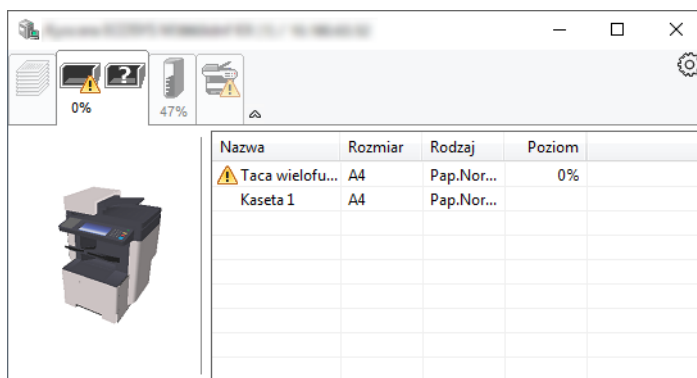 0%
47%
Nazwa Rozmiar Rodzaj Poziom
Taca wielofu... A4 Pap.Nor... 0%
Kaseta 1 A4 Pap.Nor...